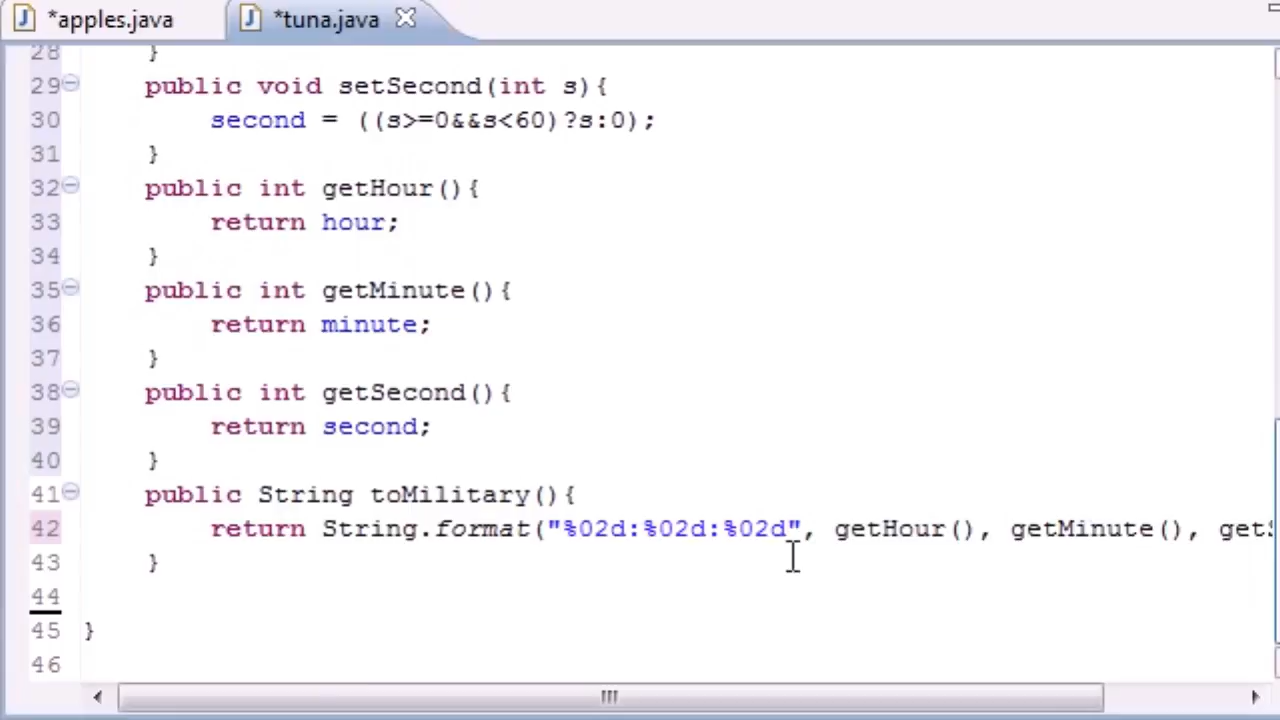 *apples.java *tuna.java
28 }
29 public void setSecond(int s){
30 second = ((s>=0&&s<60)?s:0);
31 }
32 public int getHour(){
33 return hour;
34 }
35 public int getMinute(){
36 return minute;
37 }
38 public int getSecond(){
39 return second;
40 }
41 public String toMilitary(){
42 return String.format("%02d:%02d:%02d", getHour(), getMinute(), get
43 }
44
45 }
46